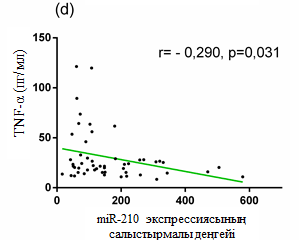 (d)
r= - 0,290, p=0,031
TNF-α (пг/мл)
150
100
50
0
0 200 400 600
miR-210 экспрессиясының
салыстырмалы деңгейі